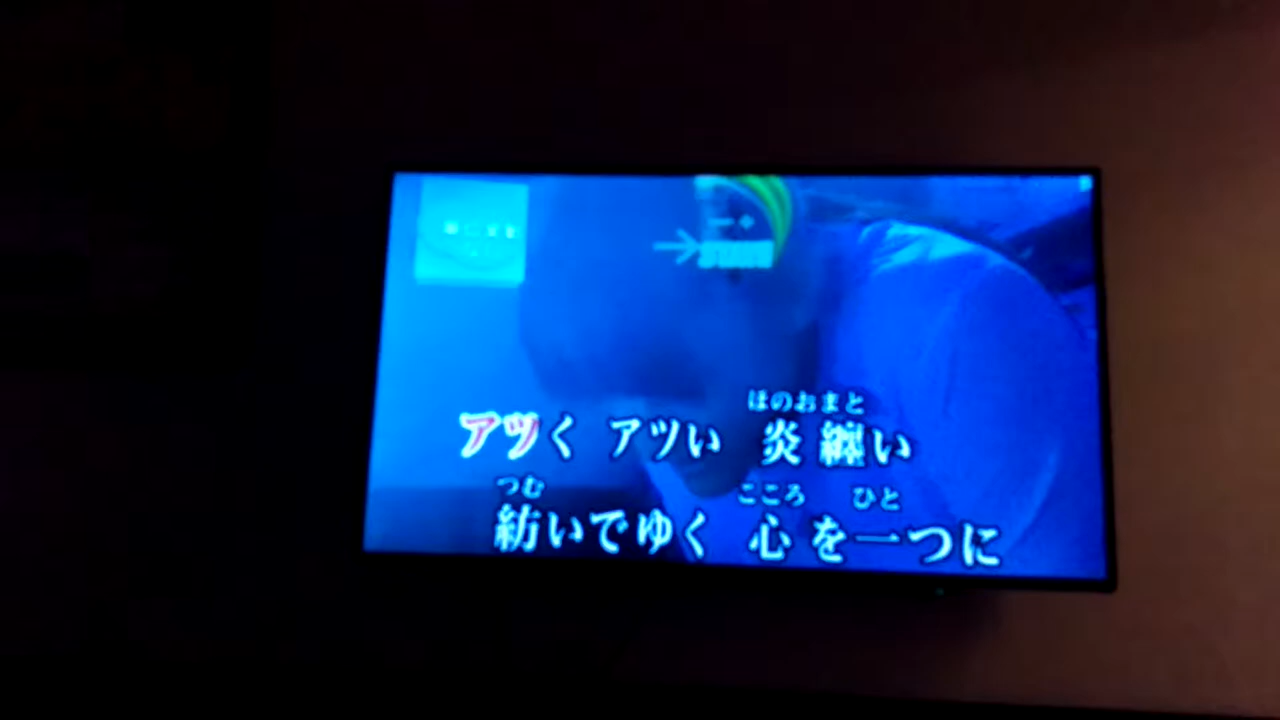 ほのおまと
アツく アツい 炎 纏い
つむ こころ ひと
紡いでゆく 心 を一つに